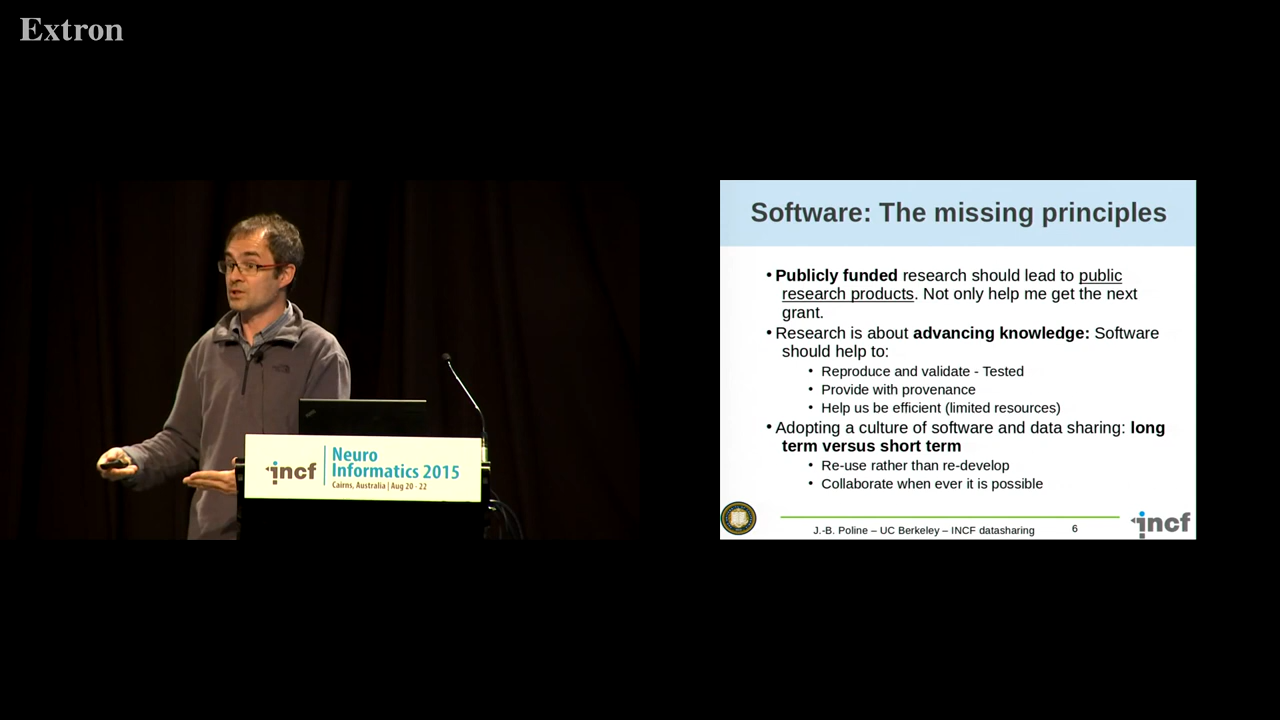 Extron
incf
Neuro
Informatics 2015
Cairns, Australia | Aug 20 - 22
Software: The missing principles
• Publicly funded research should lead to public
research products. Not only help me get the next
grant.
• Research is about advancing knowledge: Software
should help to:
• Reproduce and validate - Tested
• Provide with provenance
• Help us be efficient (limited resources)
• Adopting a culture of software and data sharing: long
term versus short term
• Re-use rather than re-develop
• Collaborate when ever it is possible
J.-B. Poline – UC Berkeley – INCF datasharing
6
incf